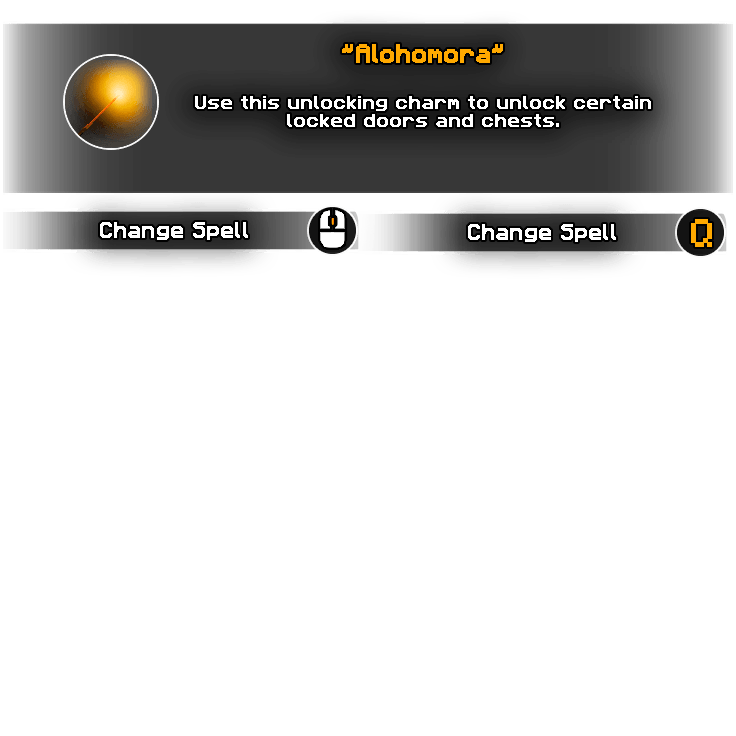 "Alohomora"
Use this unlocking charm to unlock certain
locked doors and chests.
Change Spell
Change Spell Q